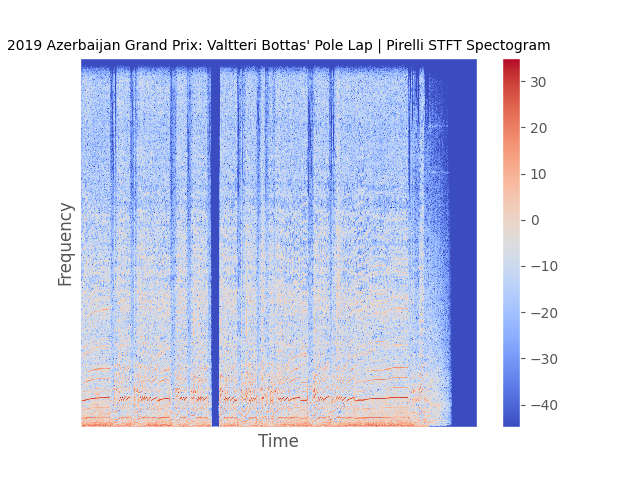 2019 Azerbaijan Grand Prix: Valtteri Bottas' Pole Lap | Pirelli STFT Spectogram
Frequency
Time
30
20
10
0
−10
−20
−30
−40